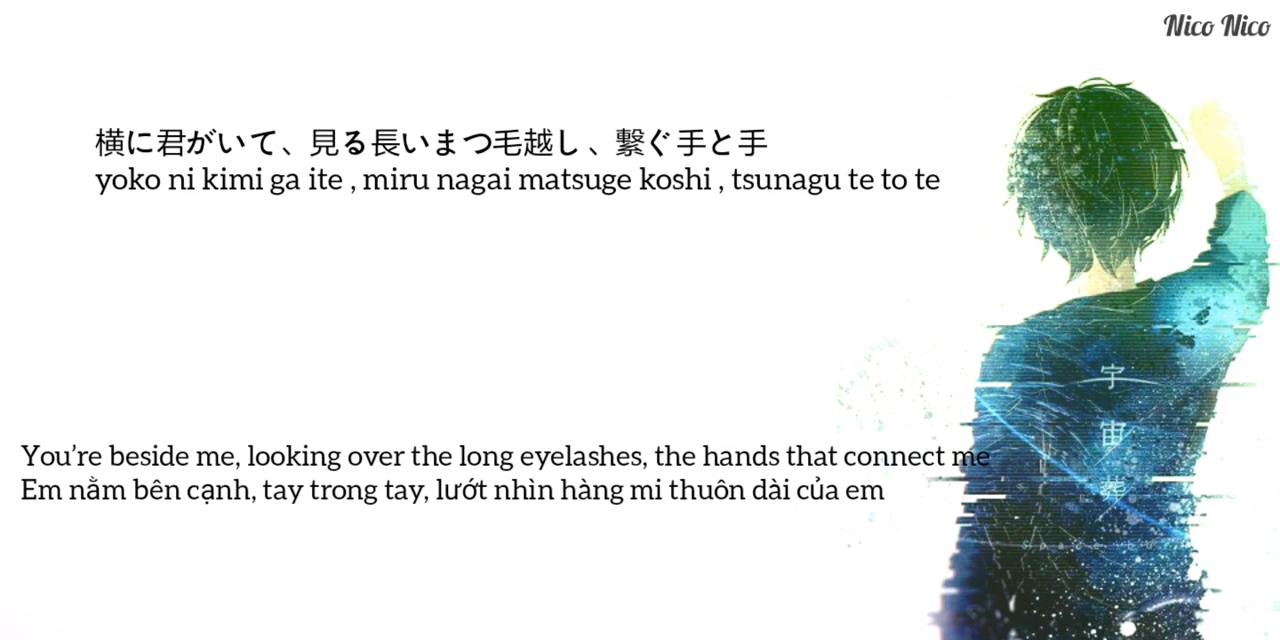 Nico Nico
横に君がいて、見る長いまつ毛越し、繋ぐ手と手
yoko ni kimi ga ite , miru nagai matsuge koshi , tsunagu te to te
宇
宙
葬
You’re beside me, looking over the long eyelashes, the hands that connect me
Em nằm bên cạnh, tay trong tay, lướt nhìn hàng mi thuôn dài của em